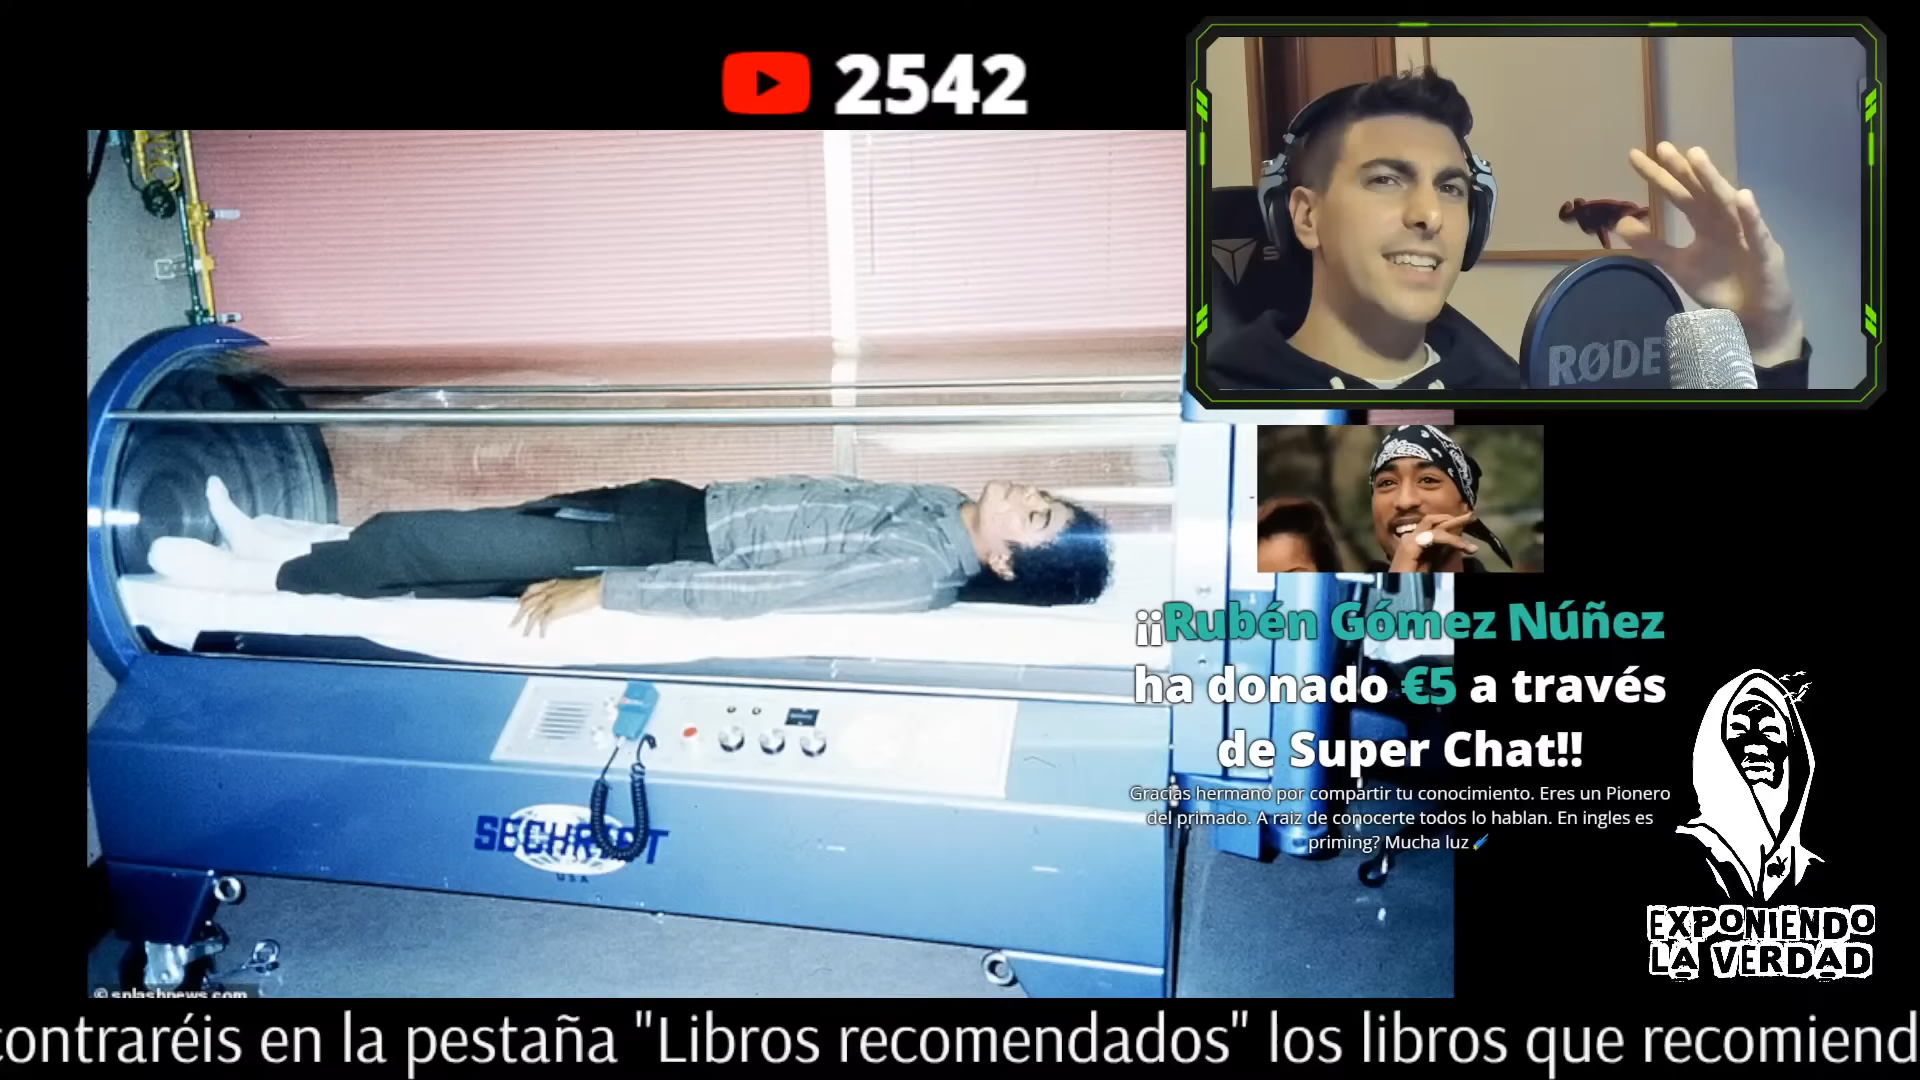 2542
RØDE
¡¡Rubén Gómez Núñez
ha donado €5 a través
de Super Chat!!
Gracias hermano por compartir tu conocimiento. Eres un Pionero
del primado. A raiz de conocerte todos lo hablan. En ingles es
priming? Mucha luz
SECHRIST
USA
EXPONIENDO
LA VERDAD
© splashnews.com
contraréis en la pestaña "Libros recomendados" los libros que recomiend